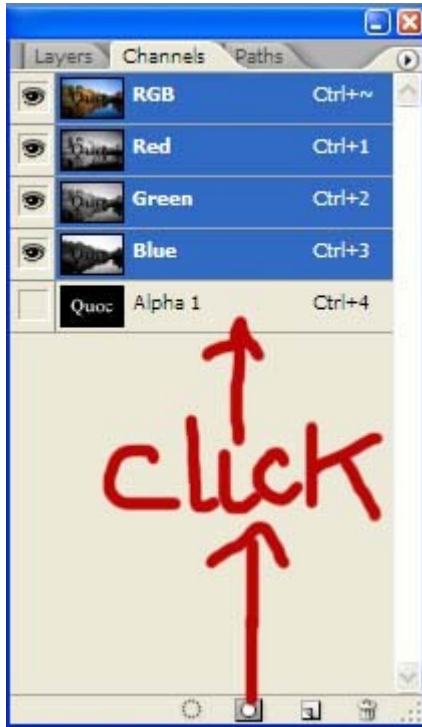 Layers Channels Paths
RGB Ctrl+~
Red Ctrl+1
Green Ctrl+2
Blue Ctrl+3
Quoc Alpha 1 Ctrl+4
click